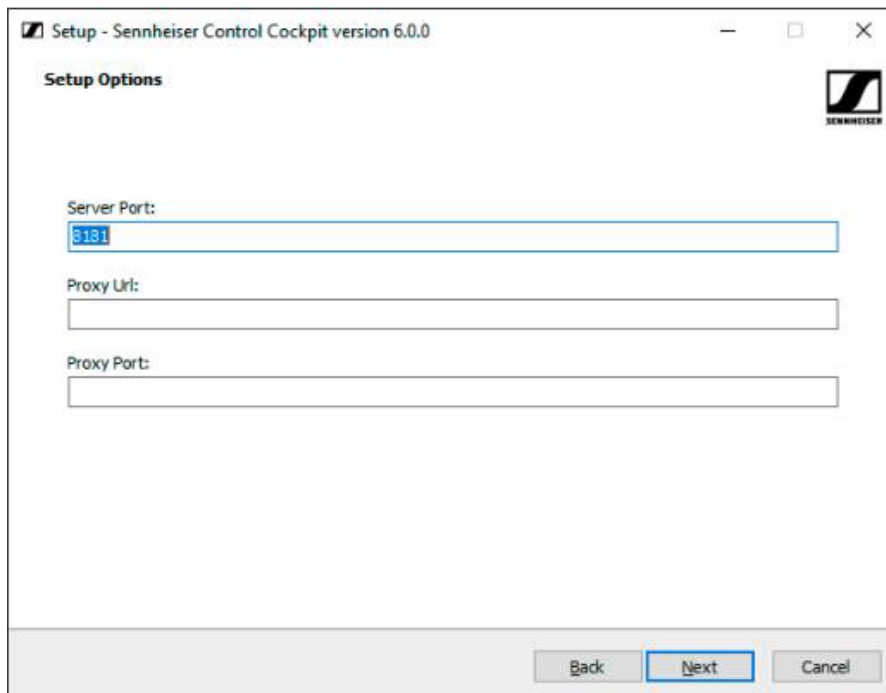 Setup - Sennheiser Control Cockpit version 6.0.0
Setup Options
SENNHEISER
Server Port:
8181
Proxy Url:
Proxy Port:
Back
Next
Cancel